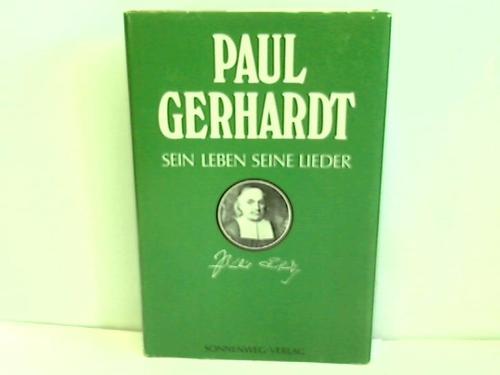 PAUL
GERHARDT
SEIN LEBEN SEINE LIEDER
SONNENWEG-VERLAG